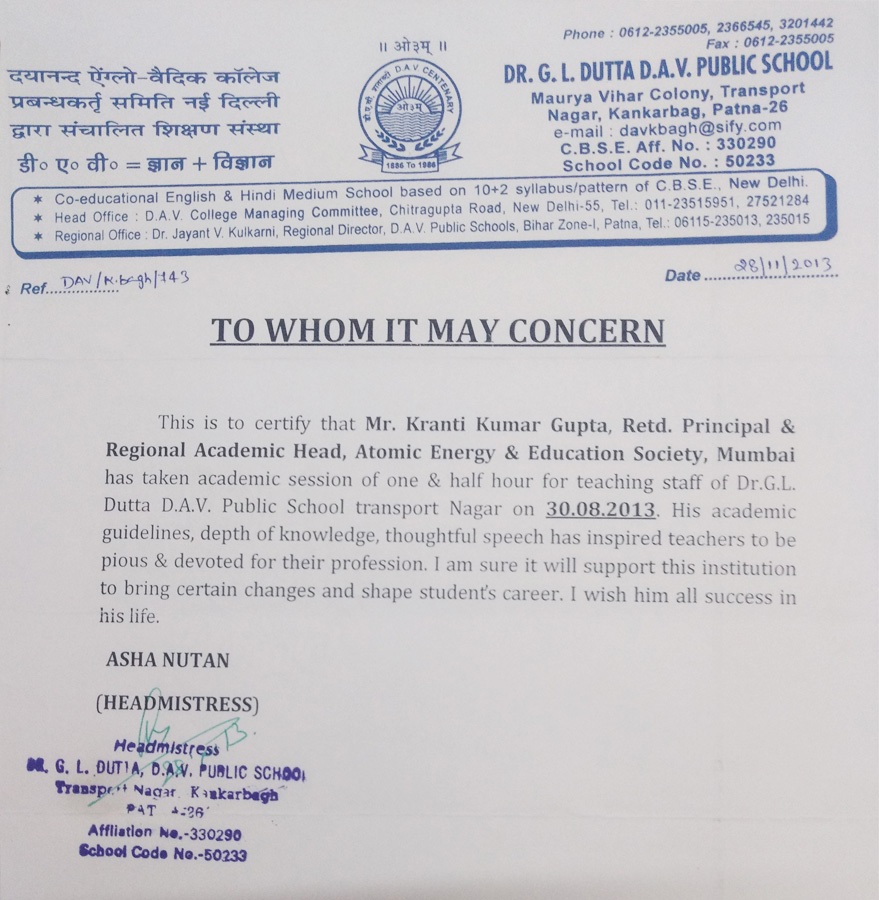 Phone : 0612-2355005, 2366545, 3201442
Fax : 0612-2355005
।। ओ३म् ।।
दयानन्द ऐंग्लो-वैदिक कॉलेज
प्रबन्धकर्तृ समिति नई दिल्ली
द्वारा संचालित शिक्षण संस्था
डी० ए० वी० = ज्ञान + विज्ञान
D.A.V. CENTENARY
ओ३म्
1886 To 1986
DR. G. L. DUTTA D.A.V. PUBLIC SCHOOL
Maurya Vihar Colony, Transport
Nagar, Kankarbag, Patna-26
e-mail : davkbagh@sify.com
C.B.S.E. Aff. No. : 330290
School Code No. : 50233
* Co-educational English & Hindi Medium School based on 10+2 syllabus/pattern of C.B.S.E., New Delhi.
* Head Office : D.A.V. College Managing Committee, Chitragupta Road, New Delhi-55, Tel.: 011-23515951, 27521284
* Regional Office : Dr. Jayant V. Kulkarni, Regional Director, D.A.V. Public Schools, Bihar Zone-I, Patna, Tel.: 06115-235013, 235015
Ref. DAV/K.bagh/743
Date 28/11/2013
TO WHOM IT MAY CONCERN
This is to certify that Mr. Kranti Kumar Gupta, Retd. Principal &
Regional Academic Head, Atomic Energy & Education Society, Mumbai
has taken academic session of one & half hour for teaching staff of Dr.G.L.
Dutta D.A.V. Public School transport Nagar on 30.08.2013. His academic
guidelines, depth of knowledge, thoughtful speech has inspired teachers to be
pious & devoted for their profession. I am sure it will support this institution
to bring certain changes and shape student's career. I wish him all success in
his life.
ASHA NUTAN
(HEADMISTRESS)
Headmistress
DR. G. L. DUTTA, D.A.V. PUBLIC SCHOOL
Transport Nagar, Kankarbagh
Affliation No.-330290
School Code No.-50233